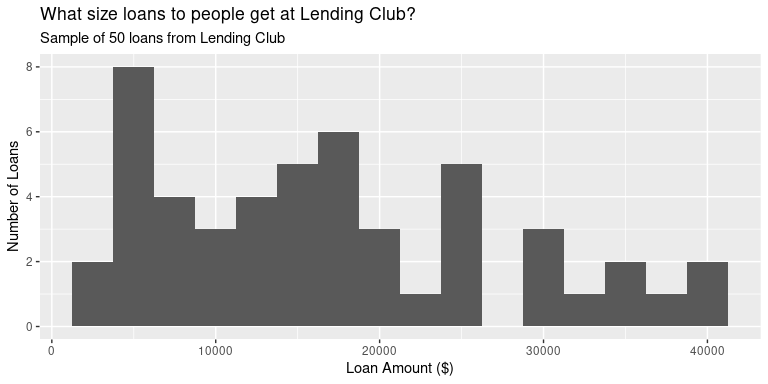 What size loans to people get at Lending Club?
Sample of 50 loans from Lending Club
8
6
4
2
0
Number of Loans
0 10000 20000 30000 40000
Loan Amount ($)